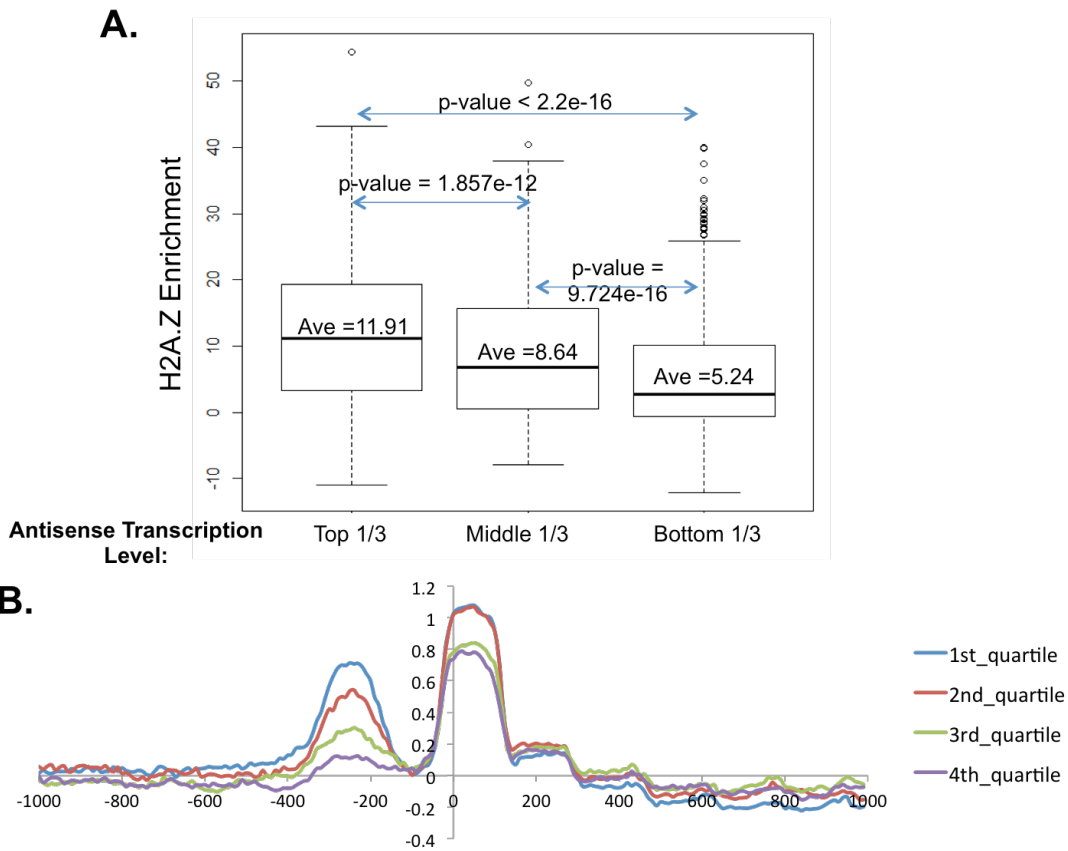 A.
H2A.Z Enrichment
50
40
30
20
10
0
-10
p-value < 2.2e-16
p-value = 1.857e-12
p-value =
9.724e-16
Ave =11.91
Ave =8.64
Ave =5.24
Antisense Transcription
Level:
Top 1/3
Middle 1/3
Bottom 1/3
B.
1.2
1
0.8
0.6
0.4
0.2
0
-0.2
-0.4
-1000
-800
-600
-400
-200
0
200
400
600
800
1000
1st_quartile
2nd_quartile
3rd_quartile
4th_quartile